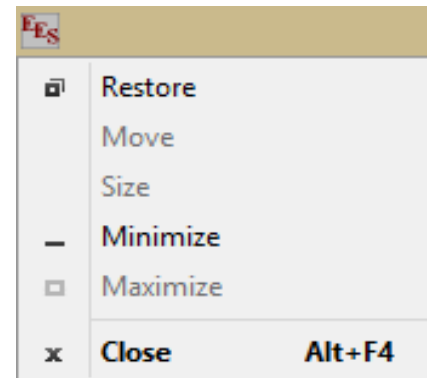 EES
Restore
Move
Size
Minimize
Maximize
Close Alt+F4